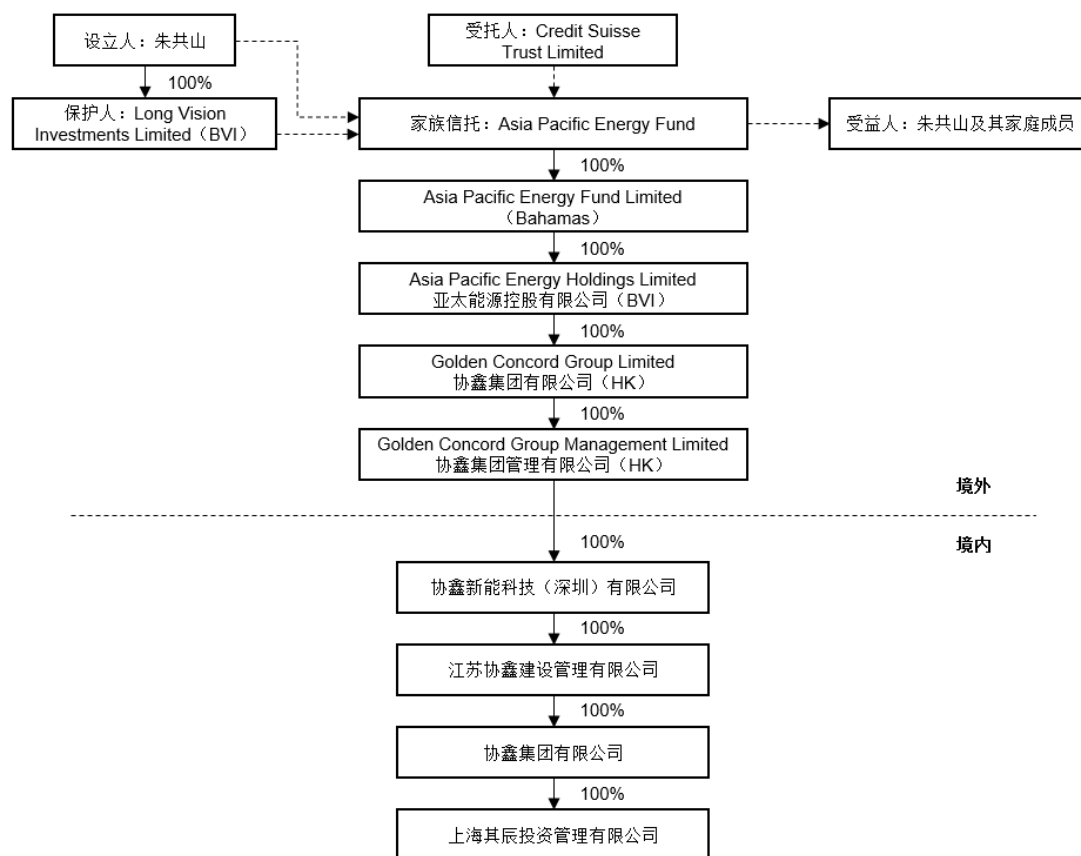 设立人：朱共山
受托人：Credit Suisse
Trust Limited
100%
保护人：Long Vision
Investments Limited（BVI）
家族信托：Asia Pacific Energy Fund
受益人：朱共山及其家庭成员
100%
Asia Pacific Energy Fund Limited
（Bahamas）
100%
Asia Pacific Energy Holdings Limited
亚太能源控股有限公司（BVI）
100%
Golden Concord Group Limited
协鑫集团有限公司（HK）
100%
Golden Concord Group Management Limited
协鑫集团管理有限公司（HK）
境外
境内
100%
协鑫新能科技（深圳）有限公司
100%
江苏协鑫建设管理有限公司
100%
协鑫集团有限公司
100%
上海其辰投资管理有限公司